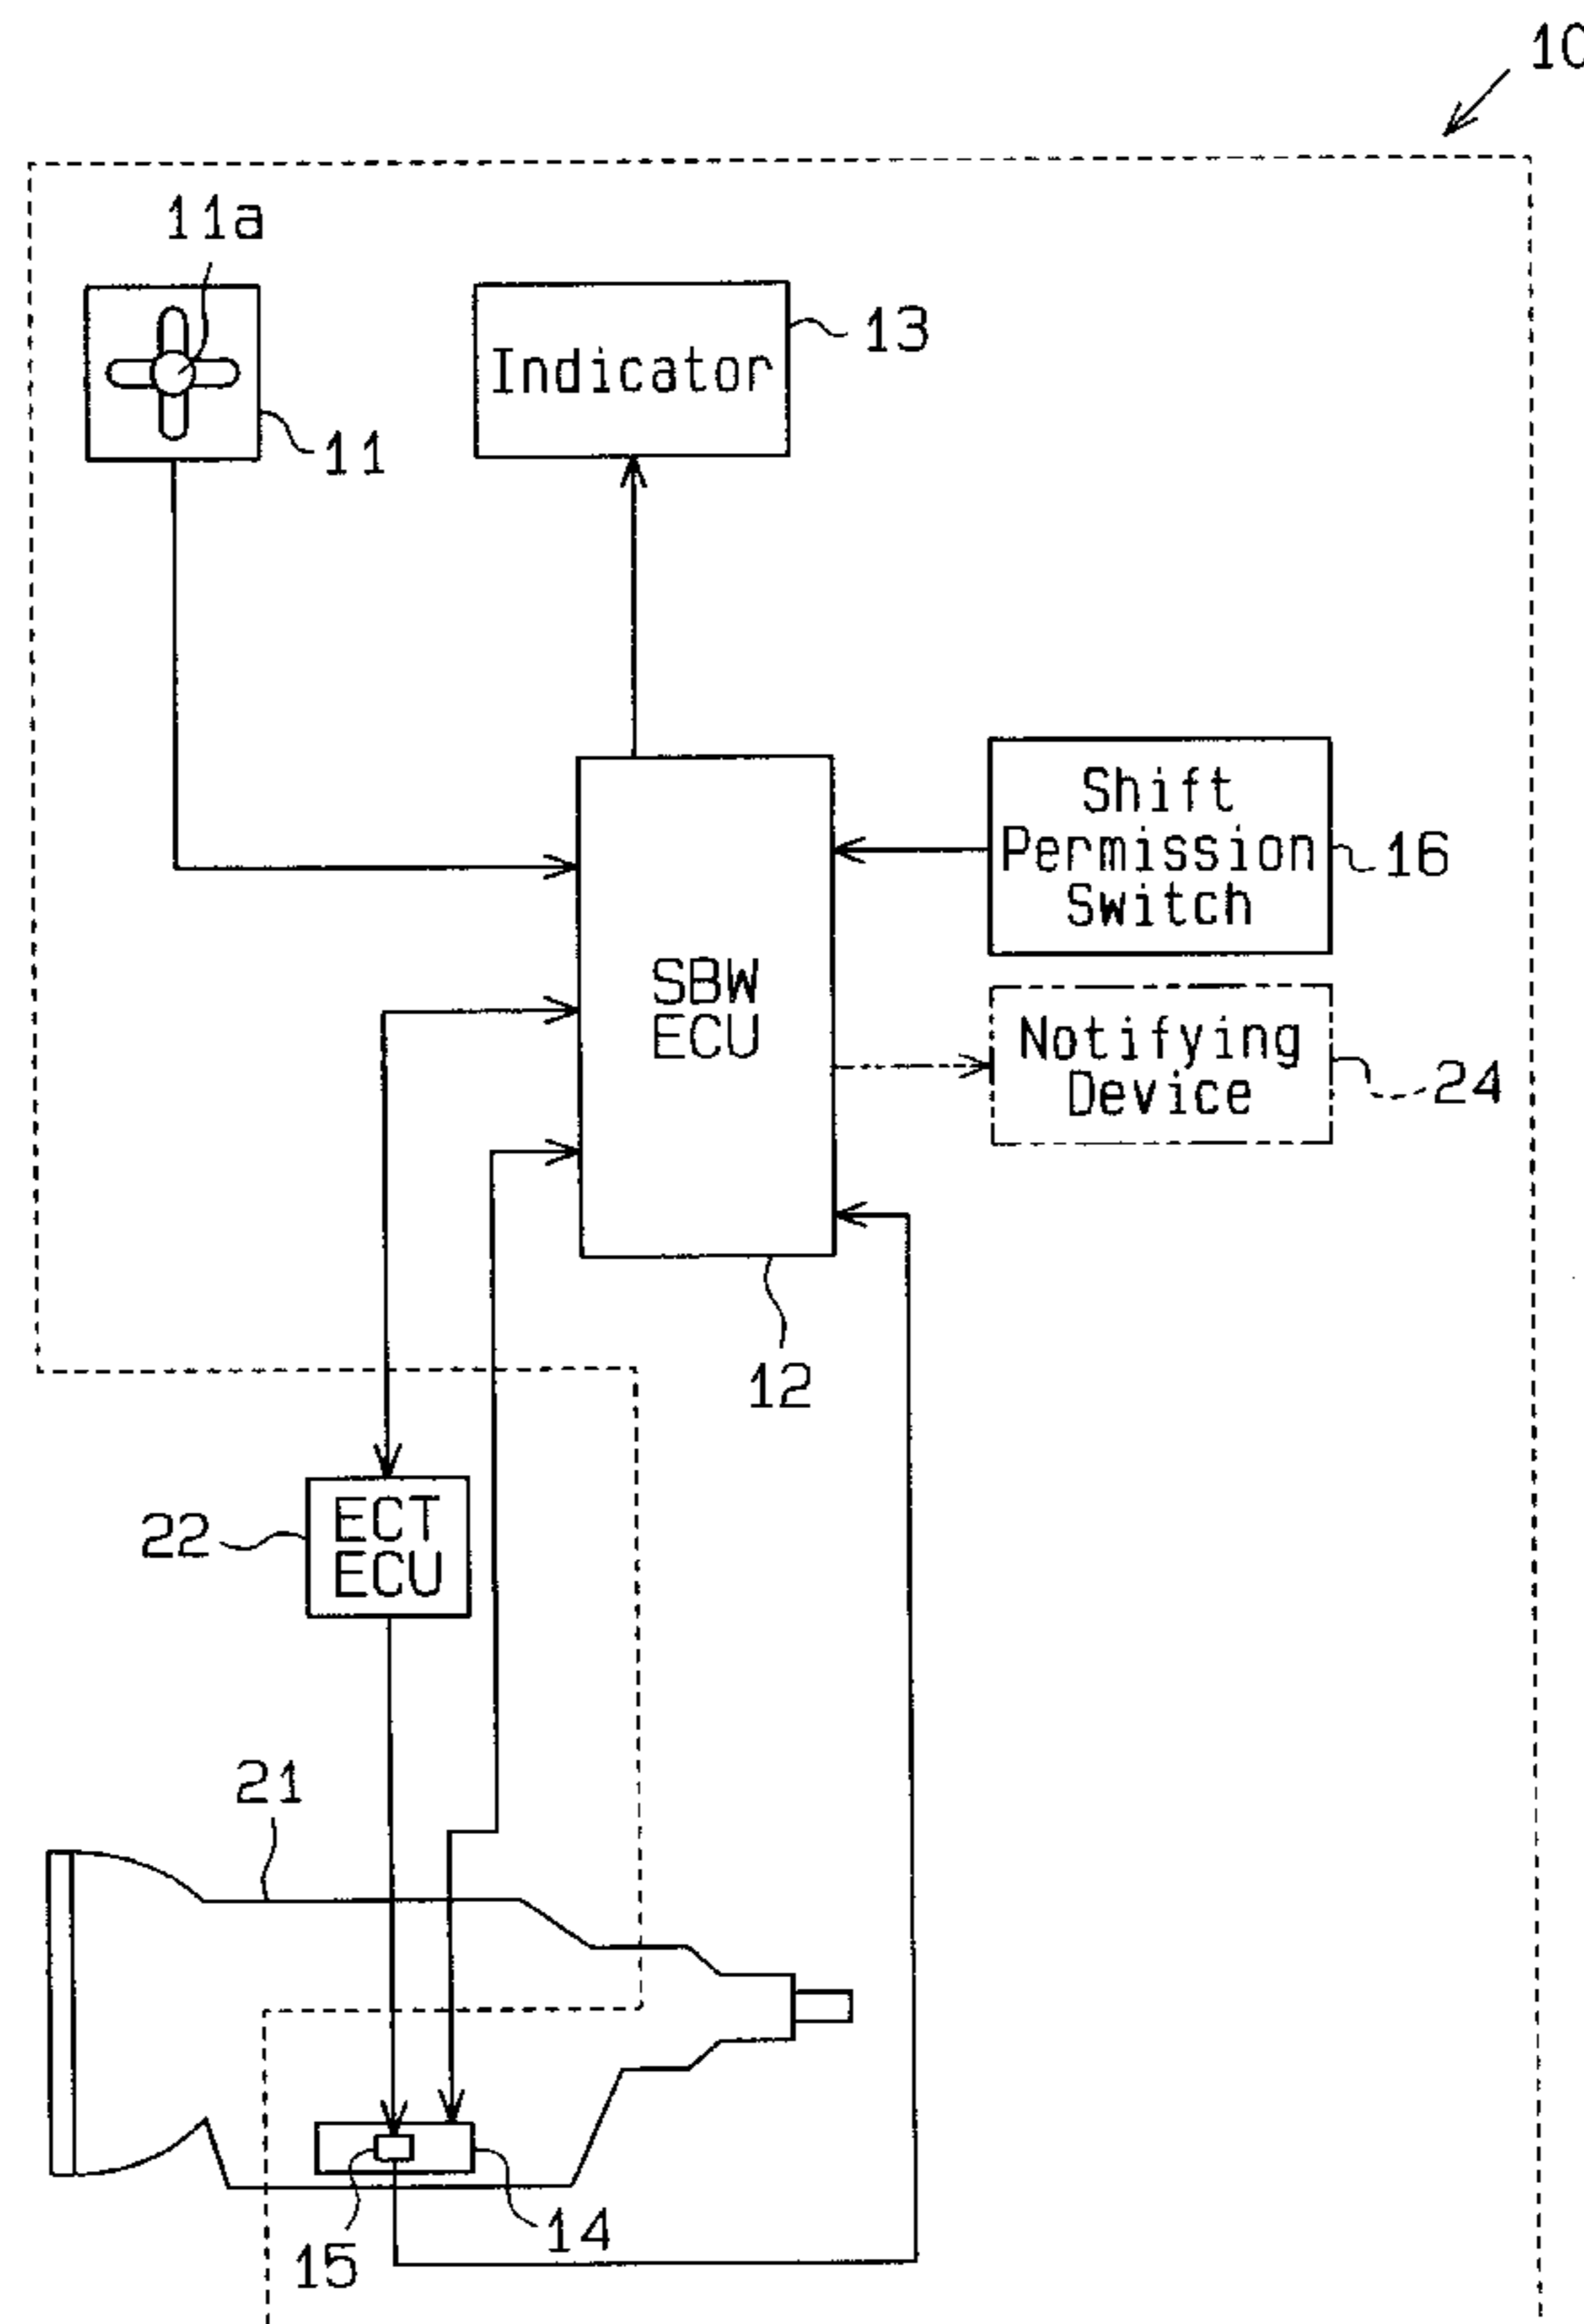 10
11a
13
Indicator
11
Shift
Permission
Switch
16
SBW
ECU
Notifying
Device
24
12
ECT
ECU
22
21
14
15